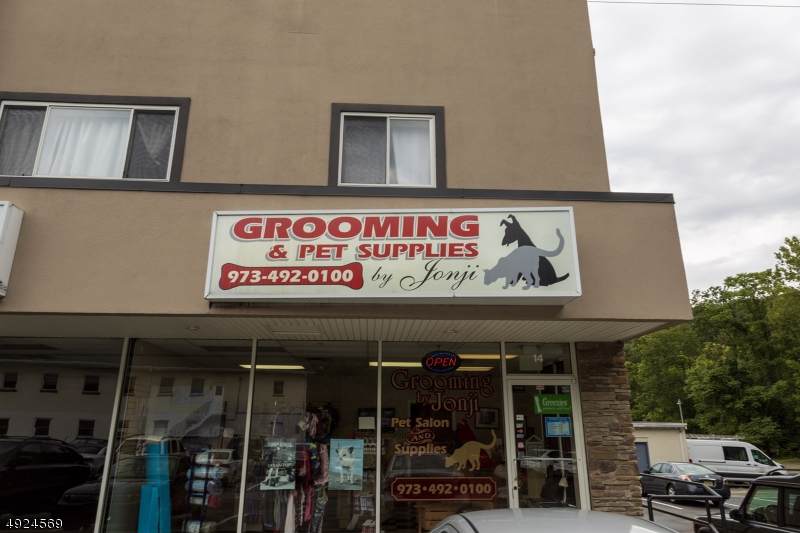 GROOMING
& PET SUPPLIES
973-492-0100
by Jonji
OPEN
14
Grooming
by
Jonji
Pet Salon
AND
Supplies
973·492·0100
Greenies
4924569